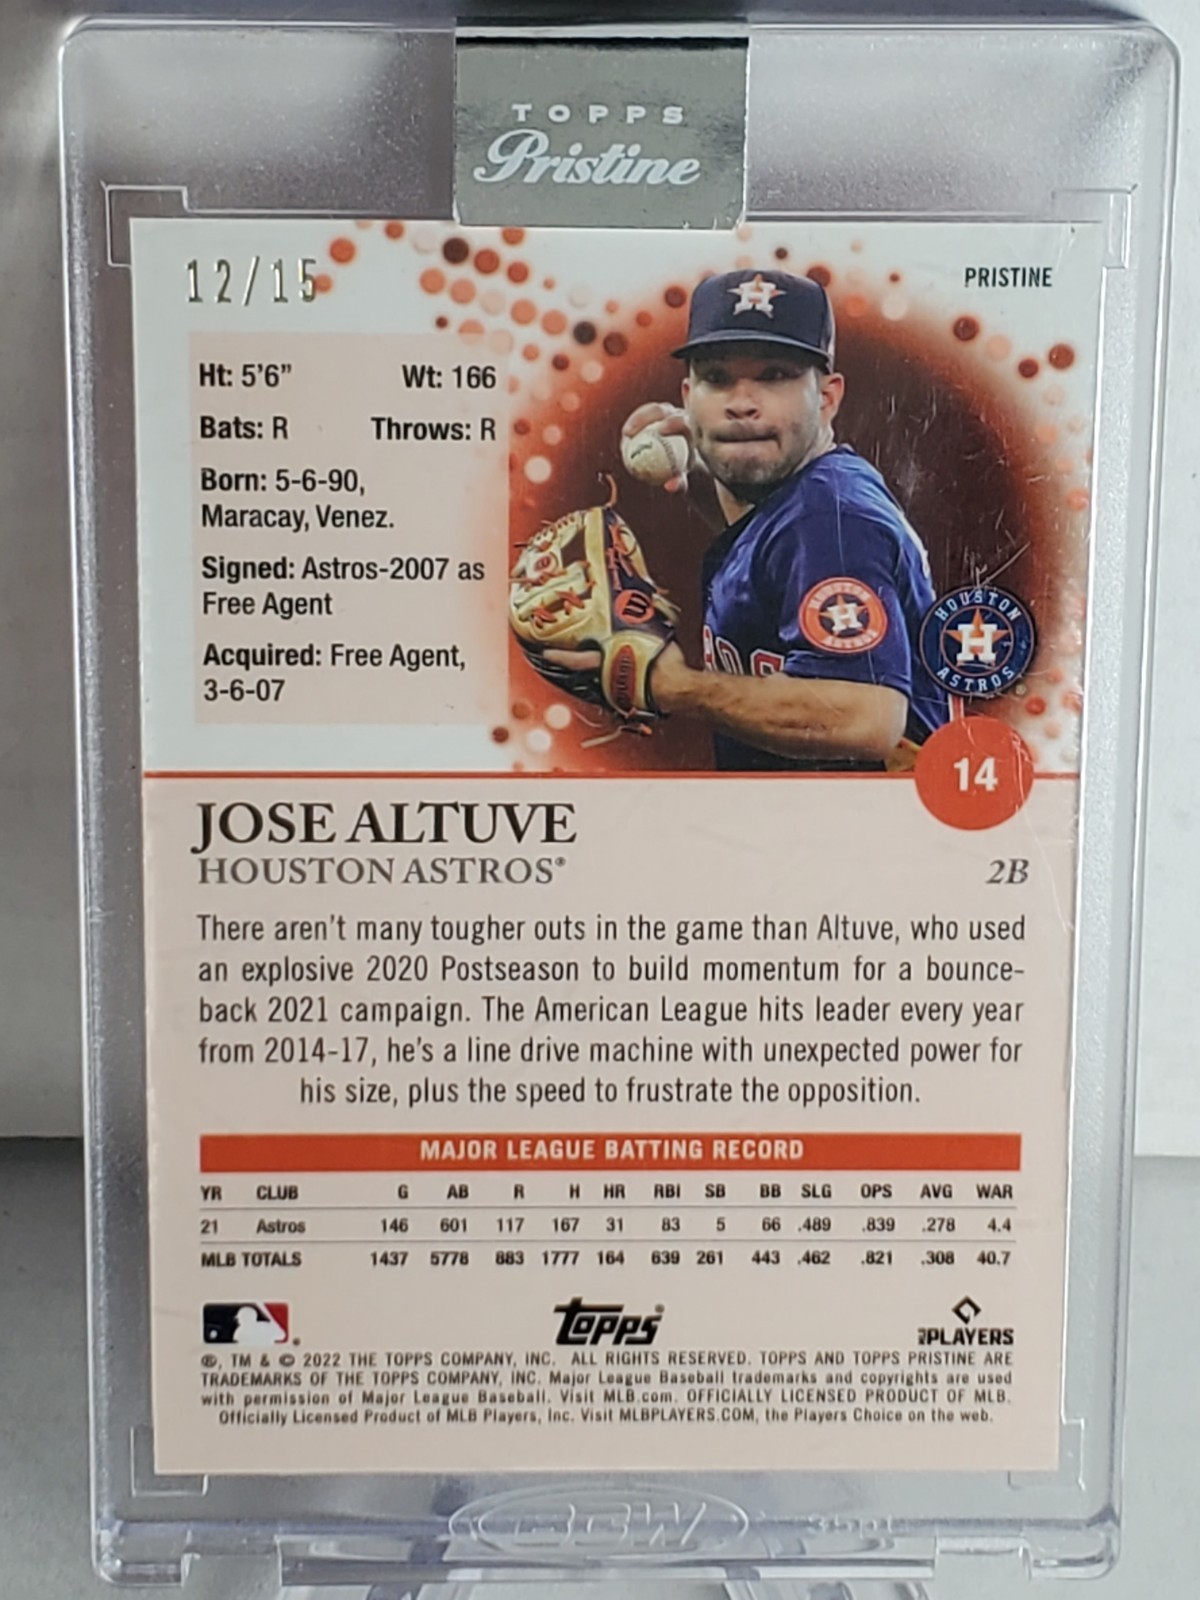 TOPPS
Pristine
12/15
PRISTINE
Ht: 5'6" Wt: 166
Bats: R Throws: R
Born: 5-6-90,
Maracay, Venez.
Signed: Astros-2007 as
Free Agent
Acquired: Free Agent,
3-6-07
H
HOUSTON
H
ASTROS
HOUSTON
H
ASTROS
14
JOSE ALTUVE
HOUSTON ASTROS® 2B
There aren't many tougher outs in the game than Altuve, who used
an explosive 2020 Postseason to build momentum for a bounce-
back 2021 campaign. The American League hits leader every year
from 2014-17, he's a line drive machine with unexpected power for
his size, plus the speed to frustrate the opposition.
MAJOR LEAGUE BATTING RECORD
YR CLUB G AB R H HR RBI SB BB SLG OPS AVG WAR
21 Astros 146 601 117 167 31 83 5 66 .489 .839 .278 4.4
MLB TOTALS 1437 5778 883 1777 164 639 261 443 .462 .821 .308 40.7
topps PLAYERS
®, TM & © 2022 THE TOPPS COMPANY, INC. ALL RIGHTS RESERVED. TOPPS AND TOPPS PRISTINE ARE
TRADEMARKS OF THE TOPPS COMPANY, INC. Major League Baseball trademarks and copyrights are used
with permission of Major League Baseball. Visit MLB.com. OFFICIALLY LICENSED PRODUCT OF MLB.
Officially Licensed Product of MLB Players, Inc. Visit MLBPLAYERS.COM, the Players Choice on the web.
BCW 35pt